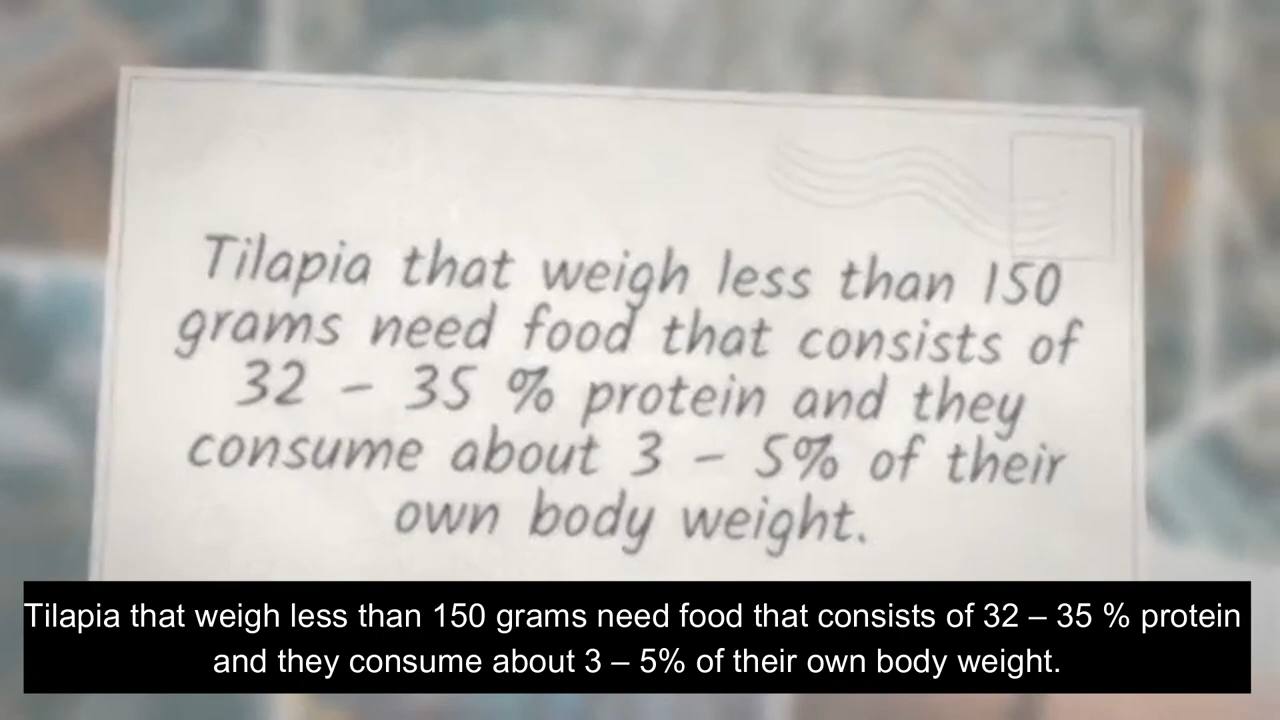 Tilapia that weigh less than 150
grams need food that consists of
32 – 35 % protein and they
consume about 3 – 5% of their
own body weight.
Tilapia that weigh less than 150 grams need food that consists of 32 – 35 % protein
and they consume about 3 – 5% of their own body weight.